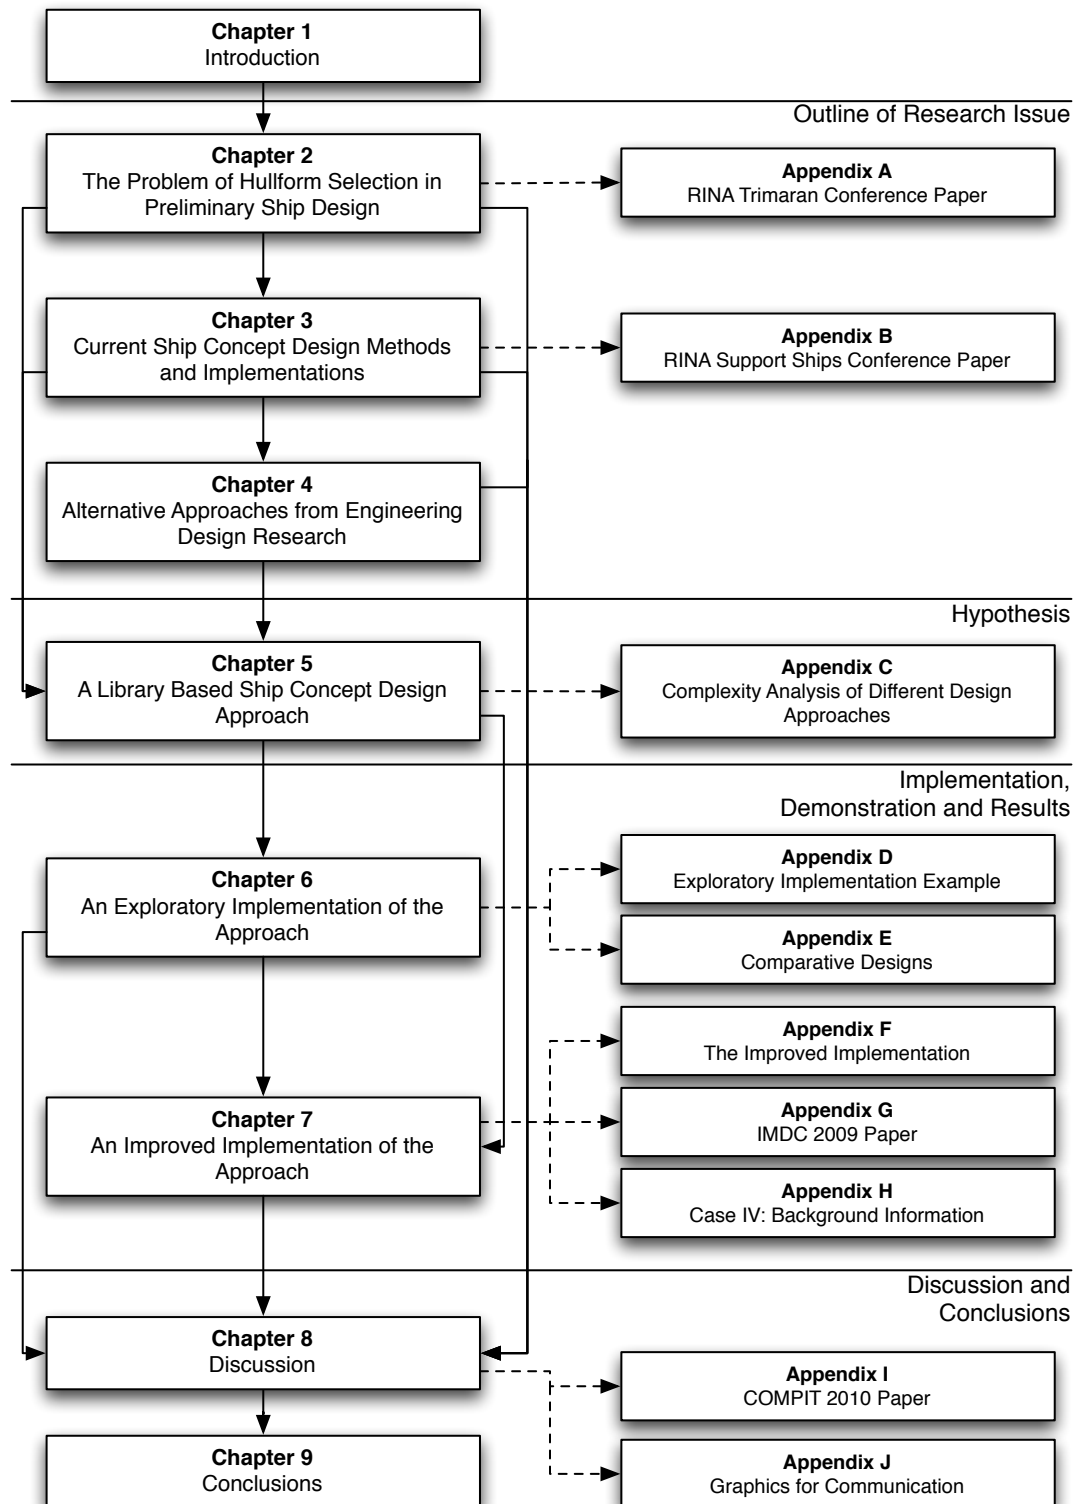 Chapter 1
Introduction
Outline of Research Issue
Chapter 2
The Problem of Hullform Selection in
Preliminary Ship Design
Appendix A
RINA Trimaran Conference Paper
Chapter 3
Current Ship Concept Design Methods
and Implementations
Appendix B
RINA Support Ships Conference Paper
Chapter 4
Alternative Approaches from Engineering
Design Research
Hypothesis
Chapter 5
A Library Based Ship Concept Design
Approach
Appendix C
Complexity Analysis of Different Design
Approaches
Implementation,
Demonstration and Results
Chapter 6
An Exploratory Implementation of the
Approach
Appendix D
Exploratory Implementation Example
Appendix E
Comparative Designs
Appendix F
The Improved Implementation
Chapter 7
An Improved Implementation of the
Approach
Appendix G
IMDC 2009 Paper
Appendix H
Case IV: Background Information
Discussion and
Conclusions
Chapter 8
Discussion
Appendix I
COMPIT 2010 Paper
Chapter 9
Conclusions
Appendix J
Graphics for Communication